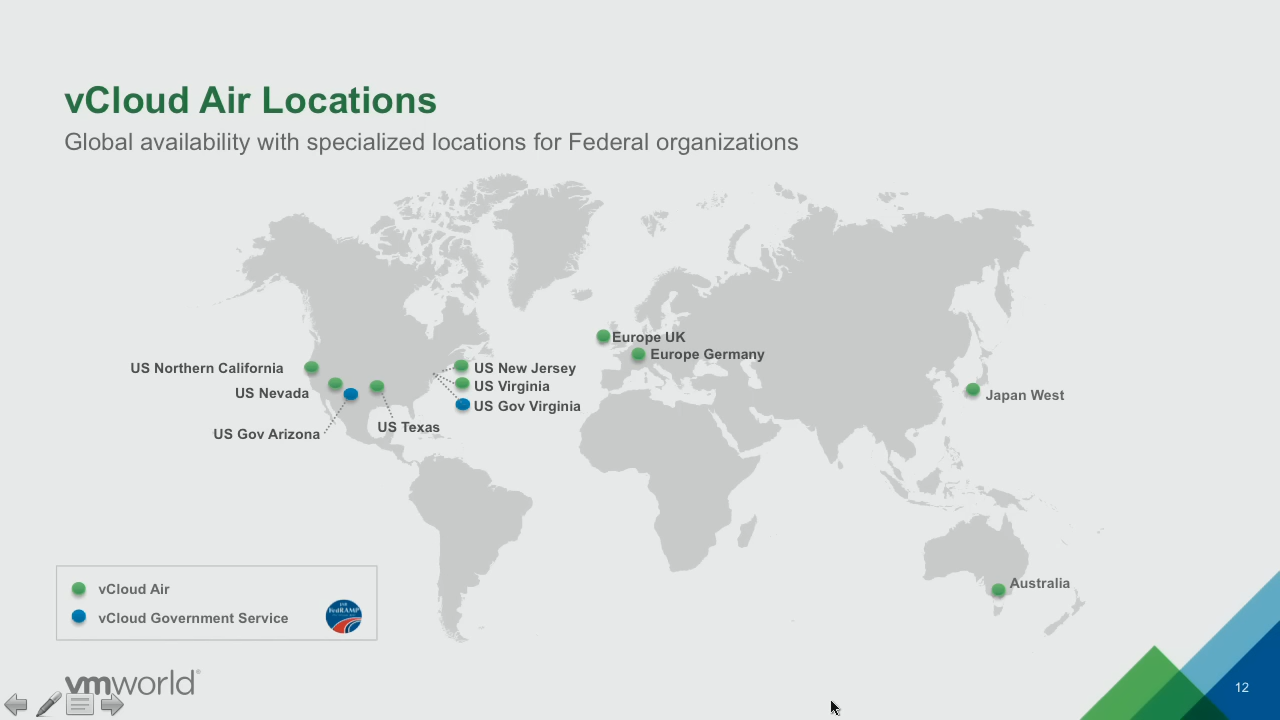 vCloud Air Locations
Global availability with specialized locations for Federal organizations
Europe UK
Europe Germany
US Northern California
US New Jersey
US Nevada
US Virginia
US Gov Virginia
Japan West
US Texas
US Gov Arizona
Australia
vCloud Air
vCloud Government Service
FedRAMP
vmworld®
12